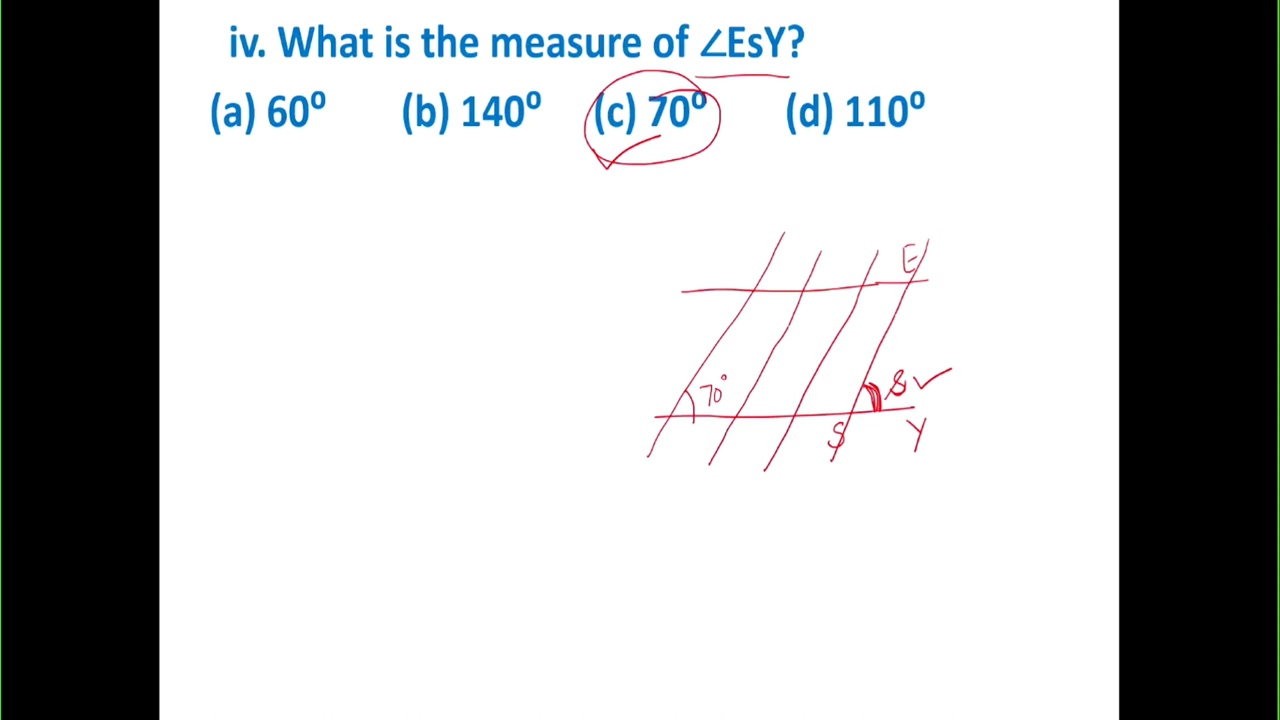 iv. What is the measure of ∠EsY?
(a) 60⁰ (b) 140⁰ (c) 70⁰ (d) 110⁰
E
70°
S Y